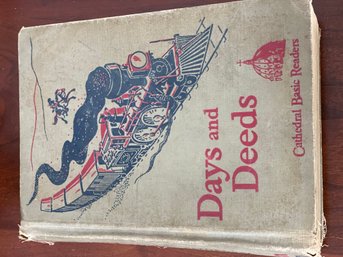 Days and
Deeds
Cathedral Basic Readers